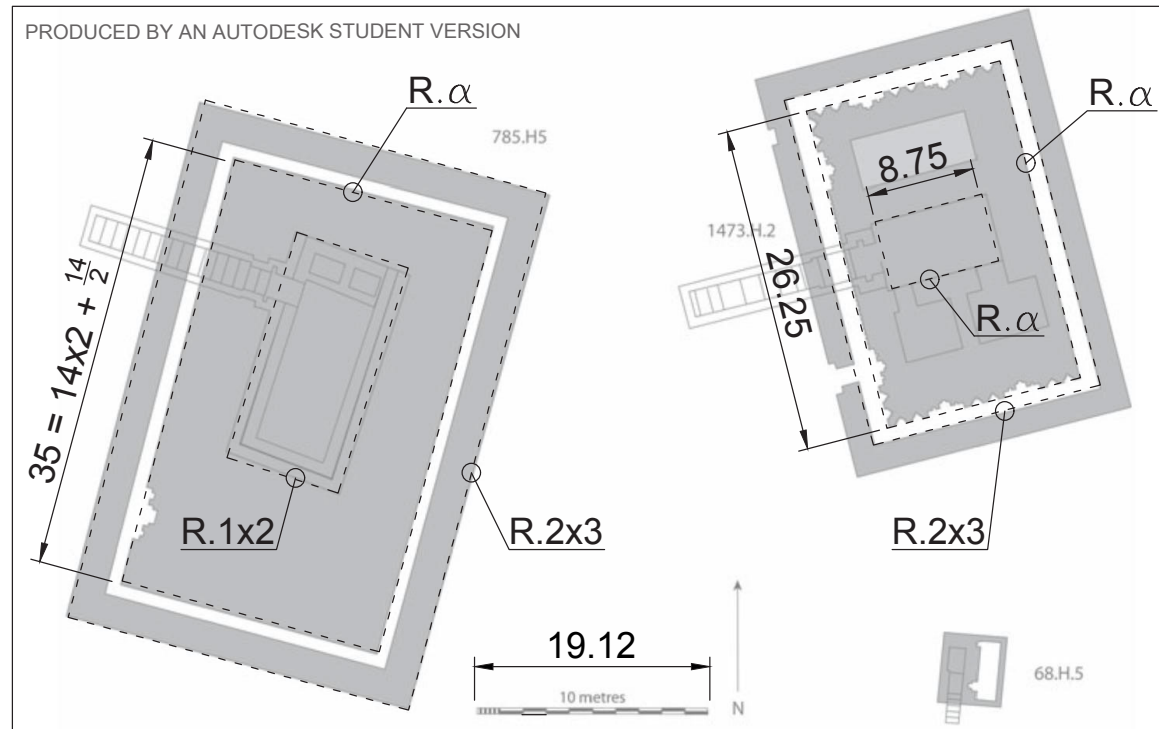 PRODUCED BY AN AUTODESK STUDENT VERSION
R.α
785.H5
35 = 14x2 + 14/2
R.1x2
R.2x3
R.α
8.75
1473.H.2
26.25
R.α
R.2x3
19.12
10 metres
N
68.H.5